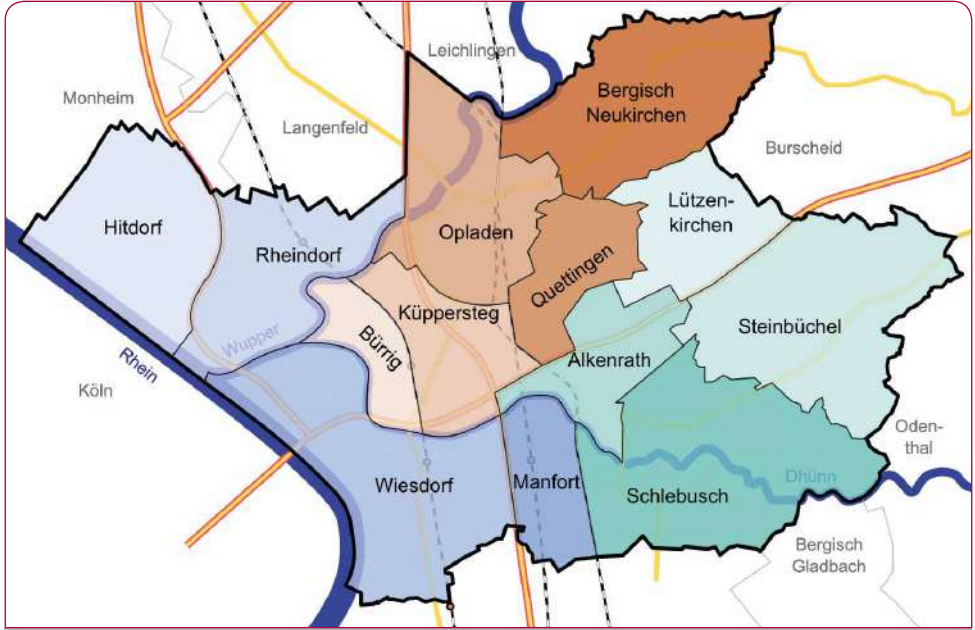 Leichlingen
Monheim
Langenfeld
Bergisch
Neukirchen
Burscheid
Hitdorf
Rheindorf
Opladen
Lützen-
kirchen
Quettingen
Küppersteg
Bürrig
Steinbüchel
Alkenrath
Wupper
Rhein
Köln
Oden-
thal
Wiesdorf
Manfort
Schlebusch
Dhünn
Bergisch
Gladbach